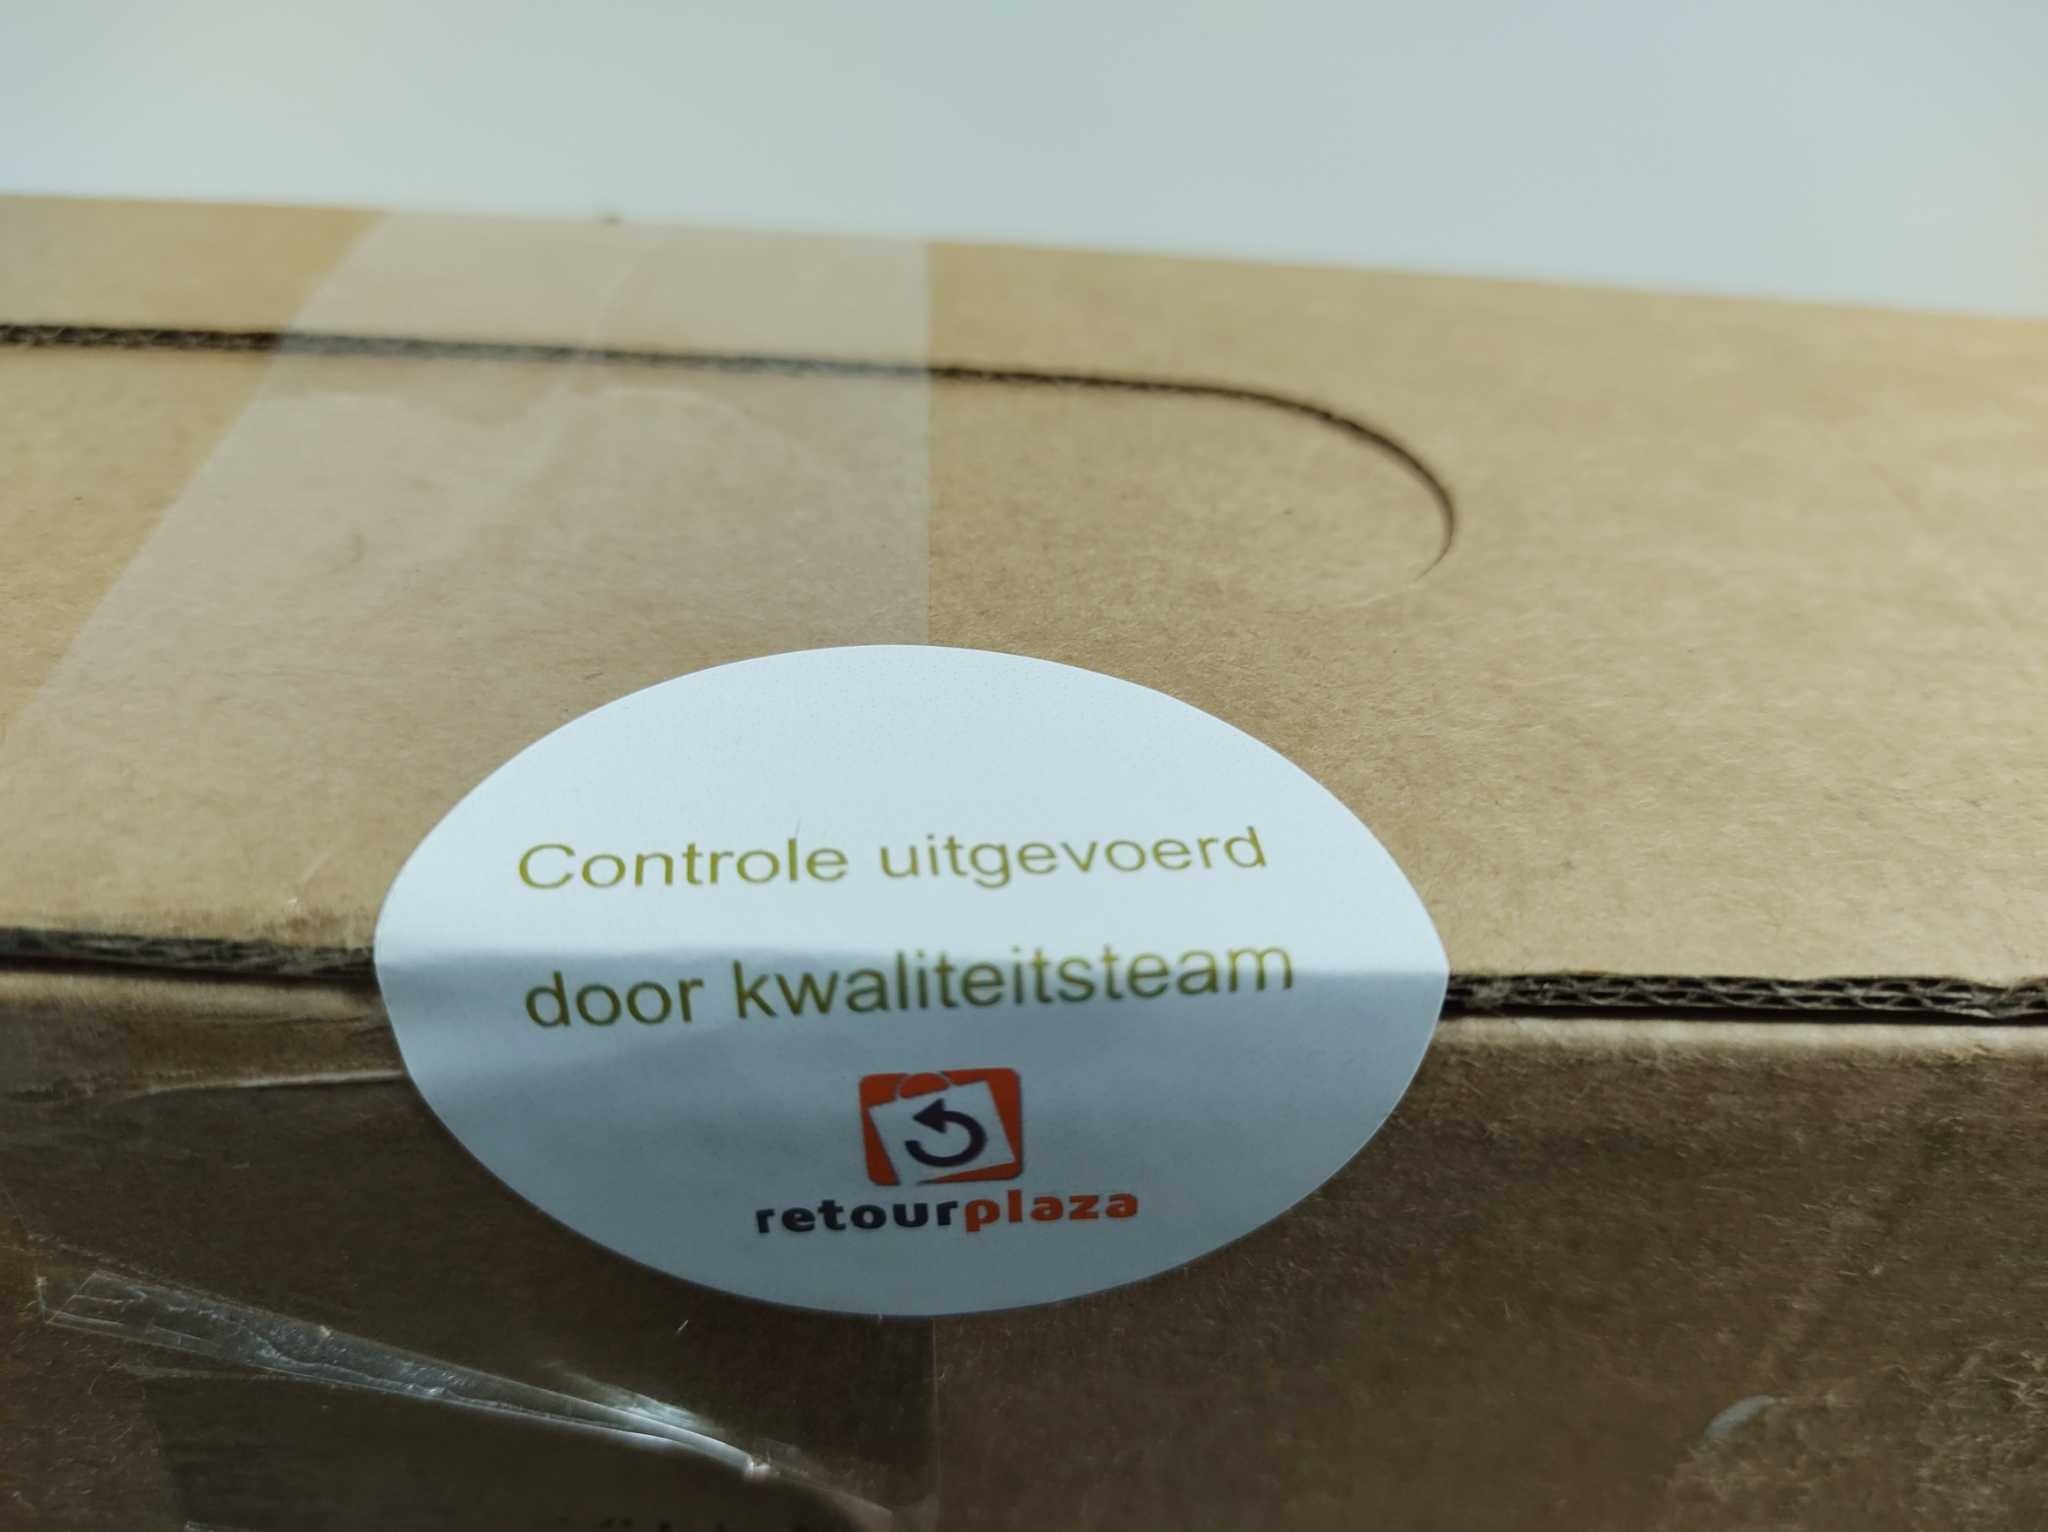 Controle uitgevoerd
door kwaliteitsteam
retourplaza